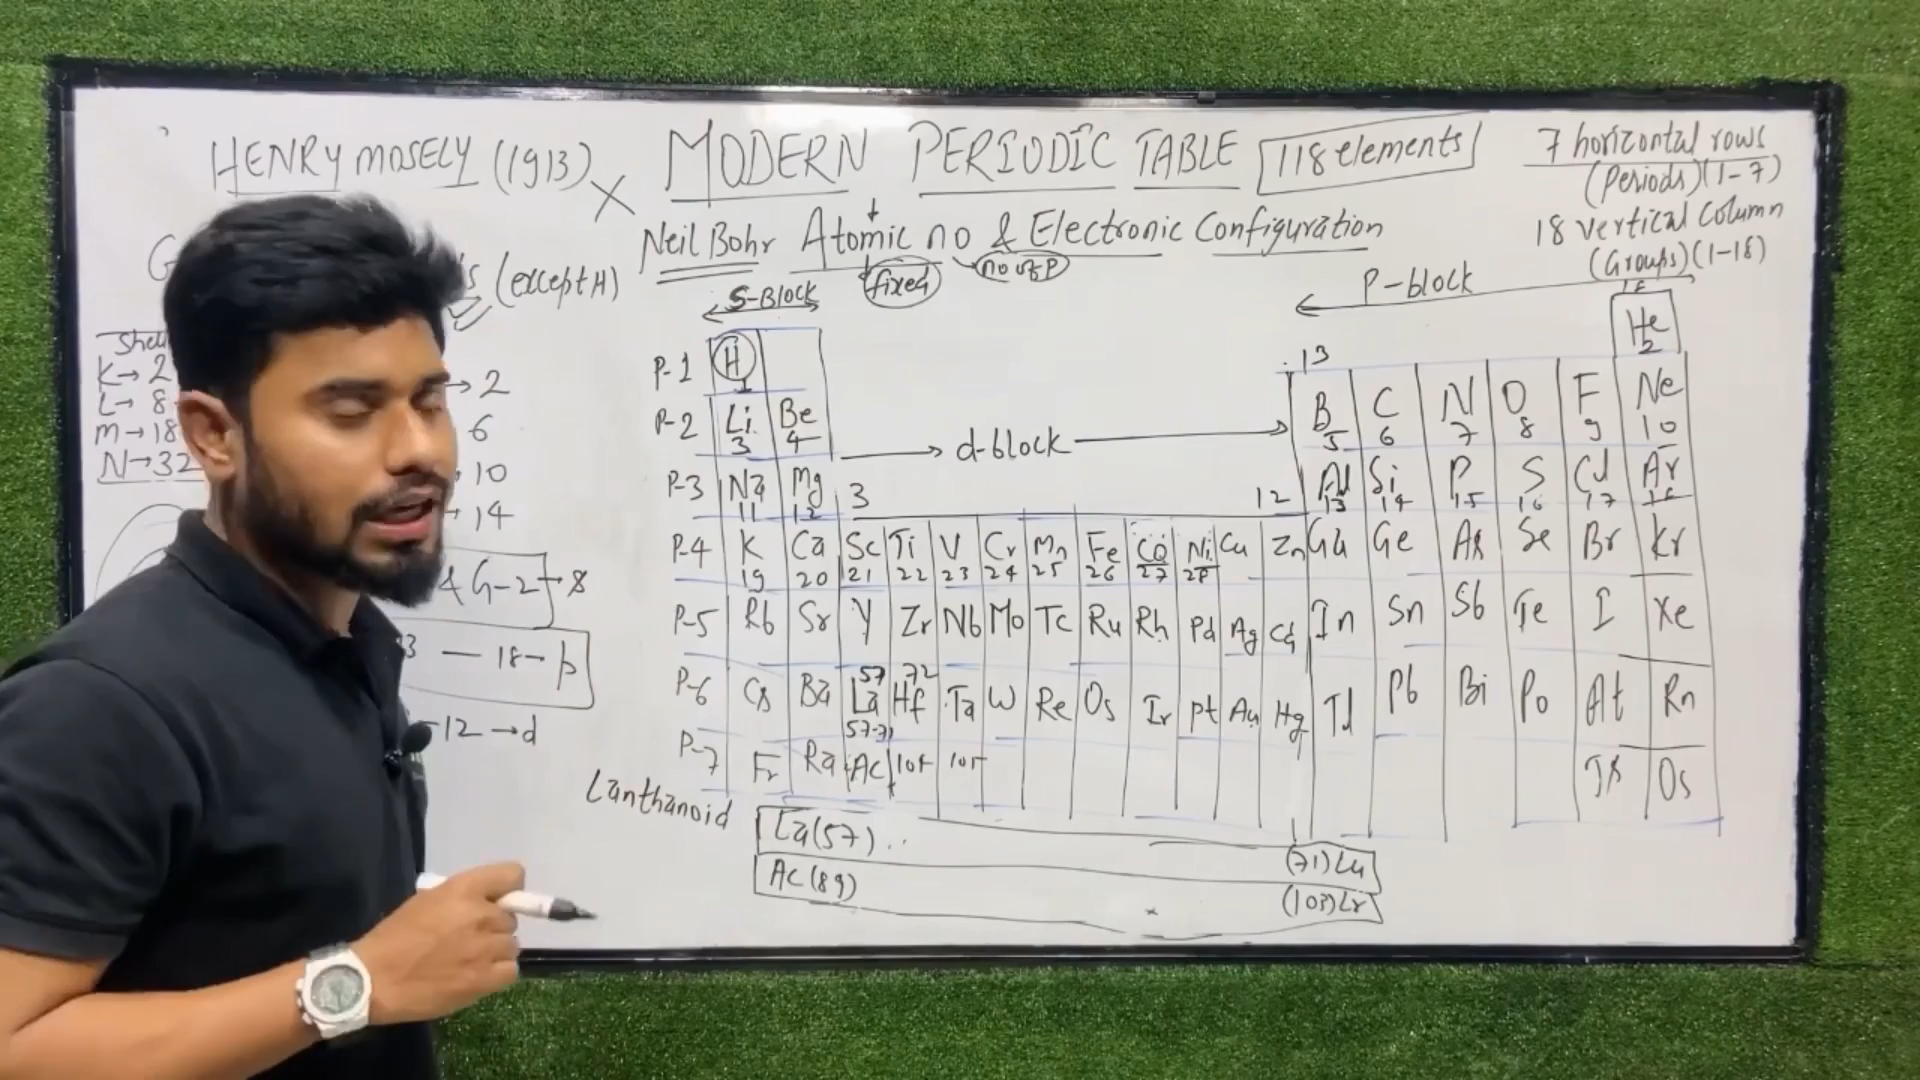 HENRY MOSELY (1913) × MODERN PERIODIC TABLE 118 elements
7 horizontal rows
(Periods)(1-7)
18 vertical Column
(Groups)(1-18)
Neil Bohr Atomic no & Electronic Configuration
fixed no of P
(except H)
S-Block
P-block
K→2
L→8
M→18
N→32
→2
6
10
14
G-2→8
18-p
-12→d
P-1 H 1 He 2
13
P-2 Li 3 Be 4 B 5 C 6 N 7 O 8 F 9 Ne 10
→ d-block →
P-3 Na 11 Mg 12 3 12 Al 13 Si 14 P 15 S 16 Cl 17 Ar 18
P-4 K 19 Ca 20 Sc 21 Ti 22 V 23 Cr 24 Mn 25 Fe 26 Co 27 Ni 28 Cu Zn Ga Ge As Se Br Kr
P-5 Rb Sr Y Zr Nb Mo Tc Ru Rh Pd Ag Cd In Sn Sb Te I Xe
P-6 Cs Ba 57 La 57-71 72 Hf Ta W Re Os Ir Pt Au Hg Tl Pb Bi Po At Rn
P-7 Fr Ra Ac Ts Os
Lanthanoid
La(57).. (71)Lu
Ac(89) (103)Lr